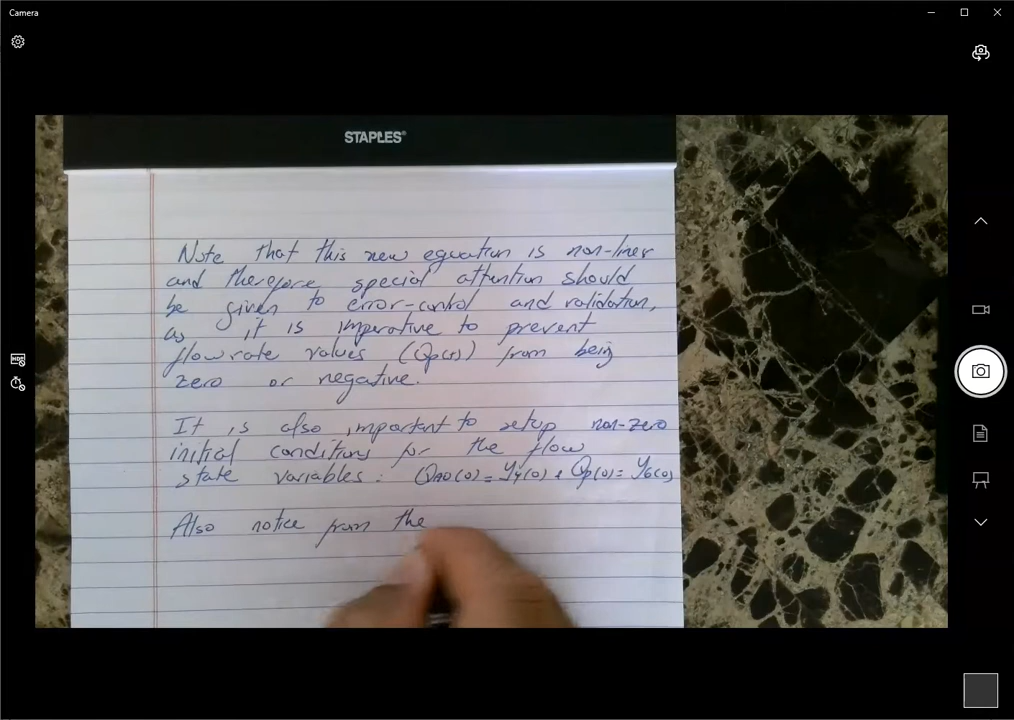 Camera
STAPLES®
Note that this new equation is non-liner
and therefore special attention should
be given to error-control and validation,
as it is imperative to prevent
flow rate values (Qp(s)) from being
zero or negative.
It is also important to setup non-zero
initial conditions for the flow
state variables: QAO(0) = Y4(0) & Qp(0) = Y6(0)
Also notice from the